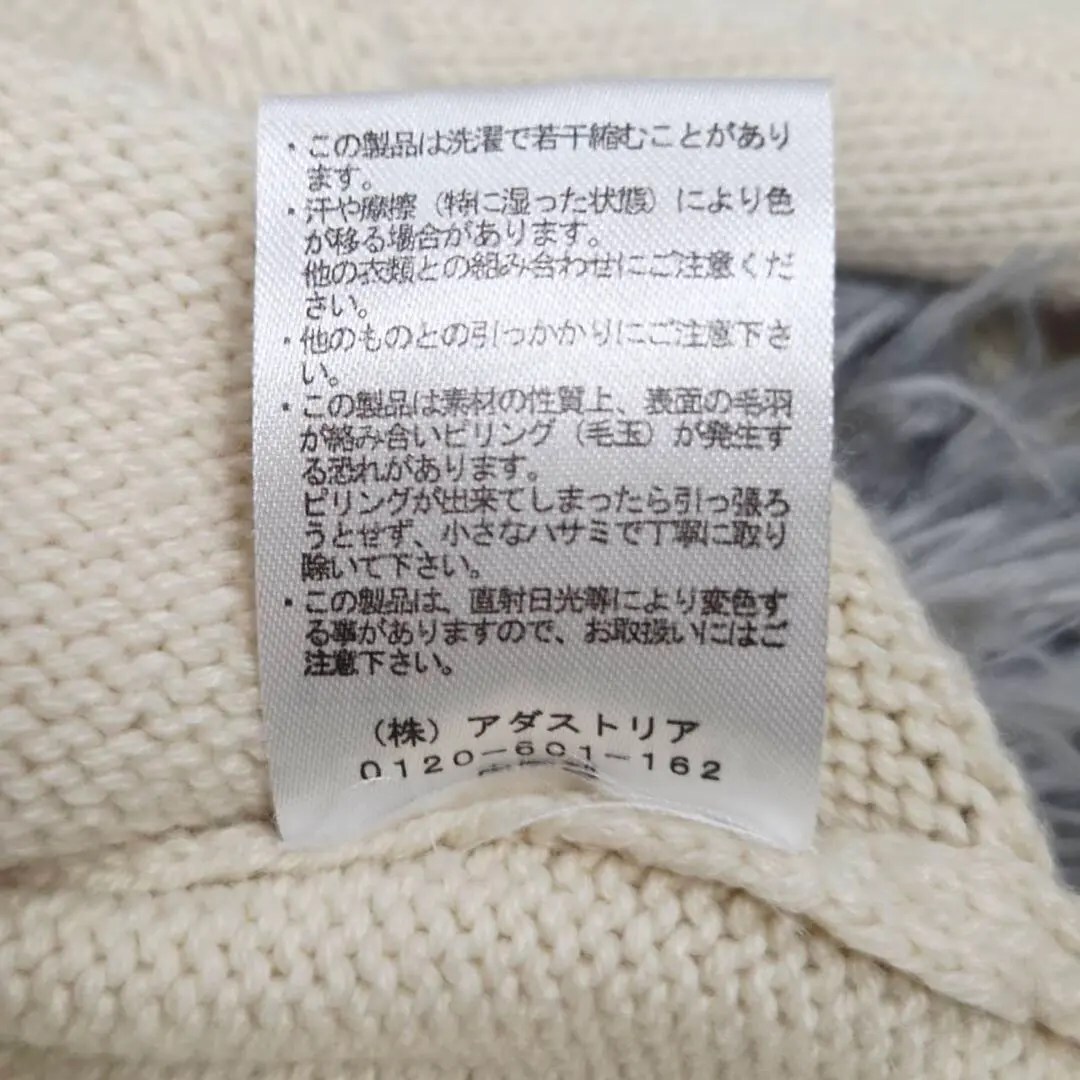 ・この製品は洗濯で若干縮むことがあり
ます。
・汗や摩擦（特に湿った状態）により色
が移る場合があります。
他の衣類との組み合わせにご注意くだ
さい。
・他のものとの引っかかりにご注意下さ
い。
・この製品は素材の性質上、表面の毛羽
が絡み合いピリング（毛玉）が発生す
る恐れがあります。
ピリングが出来てしまったら引っ張ろ
うとせず、小さなハサミで丁寧に取り
除いて下さい。
・この製品は、直射日光等により変色す
る事がありますので、お取扱いにはご
注意下さい。
（株）アダストリア
0120-601-162